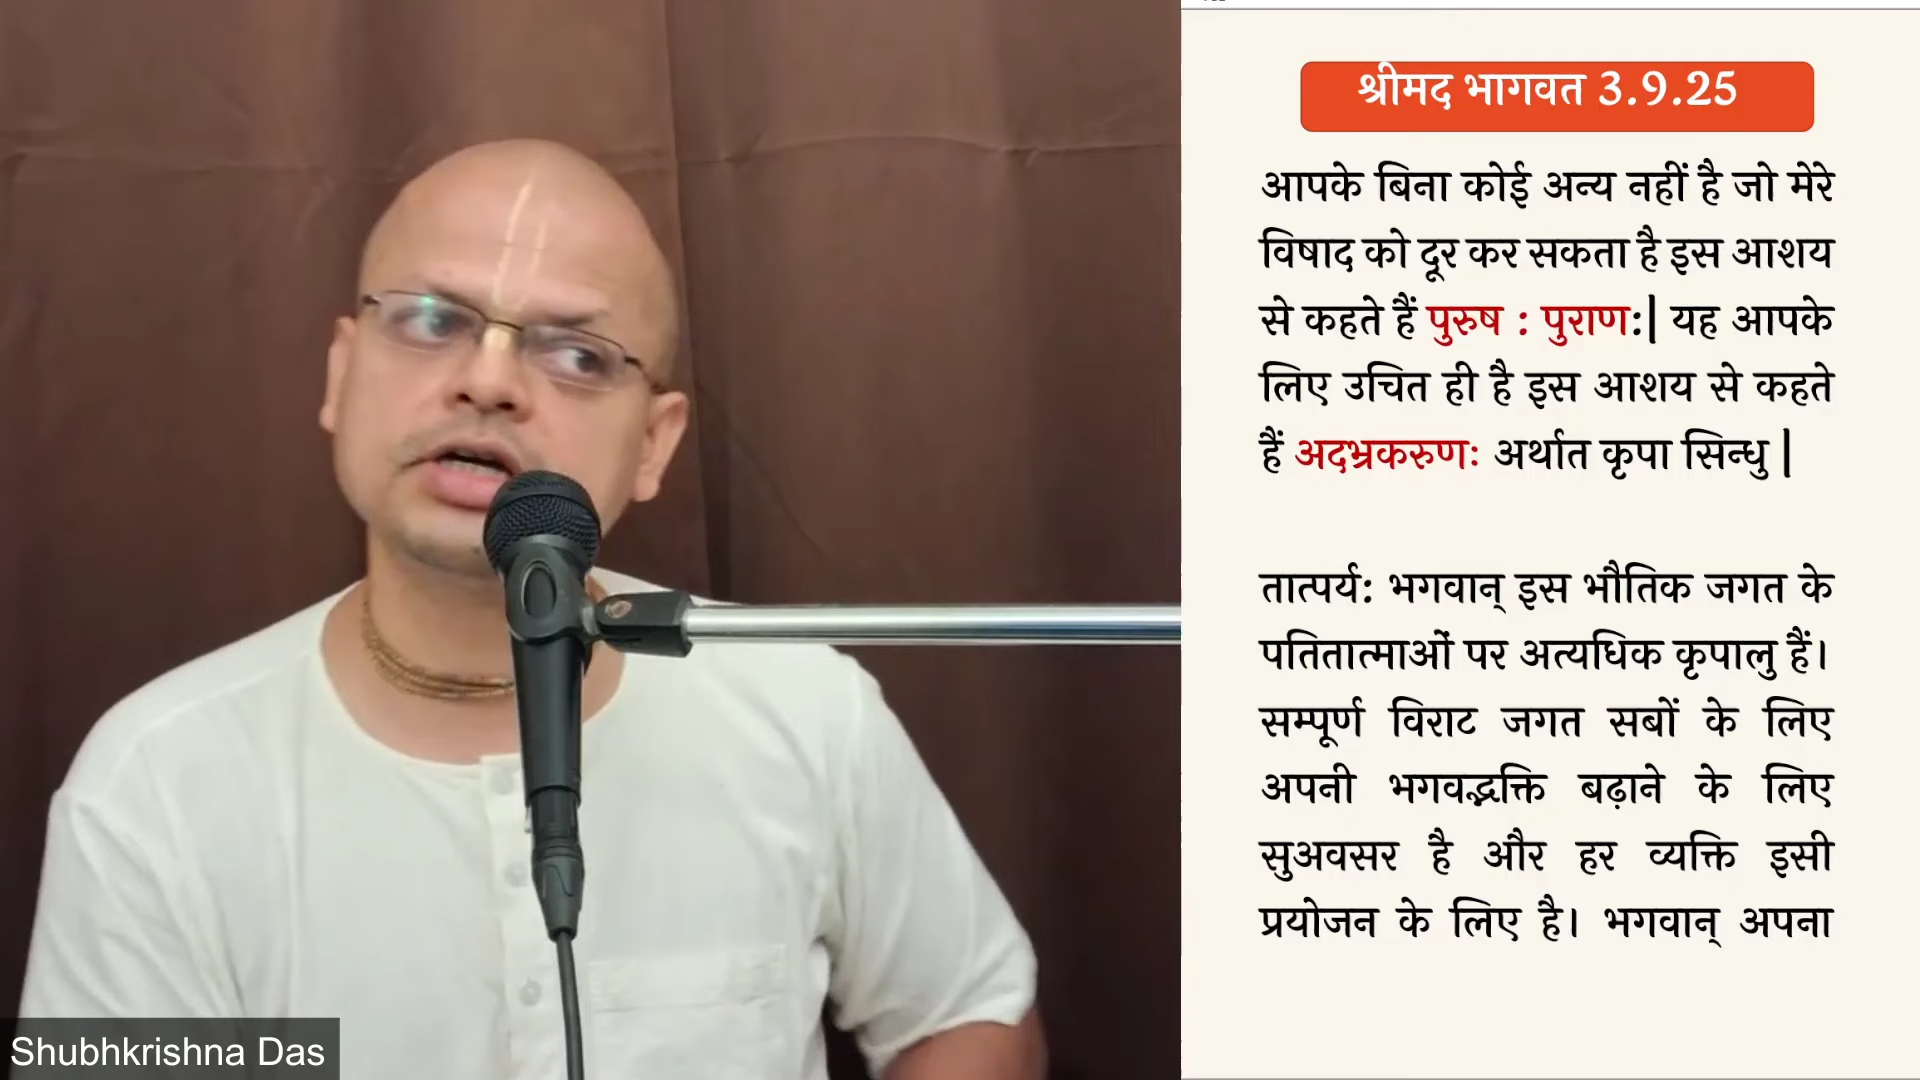 श्रीमद भागवत 3.9.25
आपके बिना कोई अन्य नहीं है जो मेरे
विषाद को दूर कर सकता है इस आशय
से कहते हैं पुरुष : पुराण:| यह आपके
लिए उचित ही है इस आशय से कहते
हैं अदभ्रकरुणः अर्थात कृपा सिन्धु |
तात्पर्य: भगवान् इस भौतिक जगत के
पतितात्माओं पर अत्यधिक कृपालु हैं।
सम्पूर्ण विराट जगत सबों के लिए
अपनी भगवद्भक्ति बढ़ाने के लिए
सुअवसर है और हर व्यक्ति इसी
प्रयोजन के लिए है। भगवान् अपना
Shubhkrishna Das